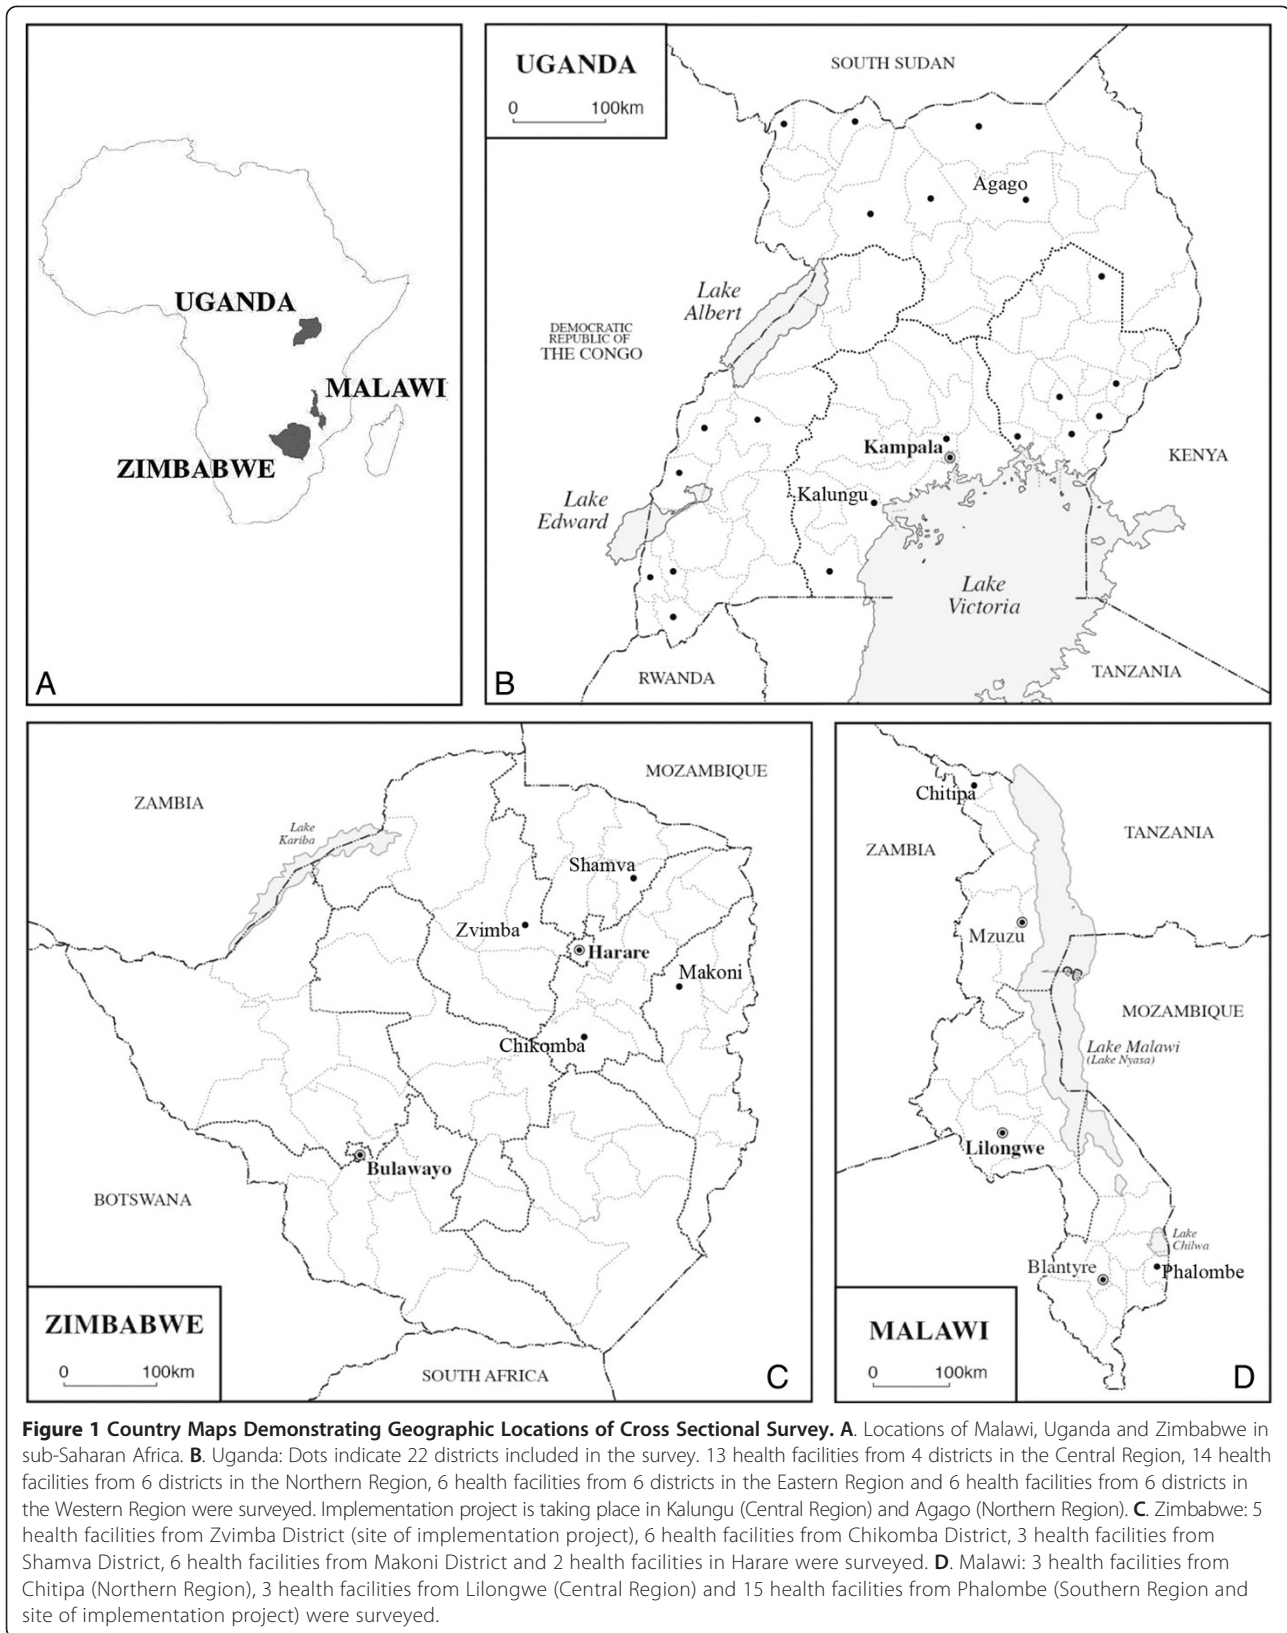 UGANDA
MALAWI
ZIMBABWE
A
UGANDA
0 100km
SOUTH SUDAN
Agago
Lake
Albert
DEMOCRATIC
REPUBLIC OF
THE CONGO
Kampala
KENYA
Kalungu
Lake
Edward
Lake
Victoria
RWANDA
TANZANIA
B
ZAMBIA
MOZAMBIQUE
Lake
Kariba
Shamva
Zvimba
Harare
Makoni
Chikomba
Bulawayo
BOTSWANA
ZIMBABWE
0 100km
SOUTH AFRICA
C
Chitipa
TANZANIA
ZAMBIA
Mzuzu
MOZAMBIQUE
Lake Malawi
(Lake Nyasa)
Lilongwe
Lake
Chilwa
Blantyre
Phalombe
MALAWI
0 100km
D
Figure 1 Country Maps Demonstrating Geographic Locations of Cross Sectional Survey. A. Locations of Malawi, Uganda and Zimbabwe in
sub-Saharan Africa. B. Uganda: Dots indicate 22 districts included in the survey. 13 health facilities from 4 districts in the Central Region, 14 health
facilities from 6 districts in the Northern Region, 6 health facilities from 6 districts in the Eastern Region and 6 health facilities from 6 districts in
the Western Region were surveyed. Implementation project is taking place in Kalungu (Central Region) and Agago (Northern Region). C. Zimbabwe: 5
health facilities from Zvimba District (site of implementation project), 6 health facilities from Chikomba District, 3 health facilities from
Shamva District, 6 health facilities from Makoni District and 2 health facilities in Harare were surveyed. D. Malawi: 3 health facilities from
Chitipa (Northern Region), 3 health facilities from Lilongwe (Central Region) and 15 health facilities from Phalombe (Southern Region and
site of implementation project) were surveyed.